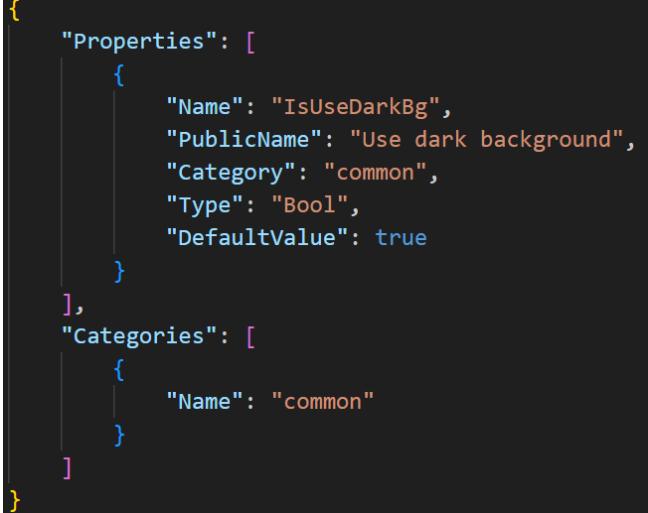 {
    "Properties": [
        {
            "Name": "IsUseDarkBg",
            "PublicName": "Use dark background",
            "Category": "common",
            "Type": "Bool",
            "DefaultValue": true
        }
    ],
    "Categories": [
        {
            "Name": "common"
        }
    ]
}